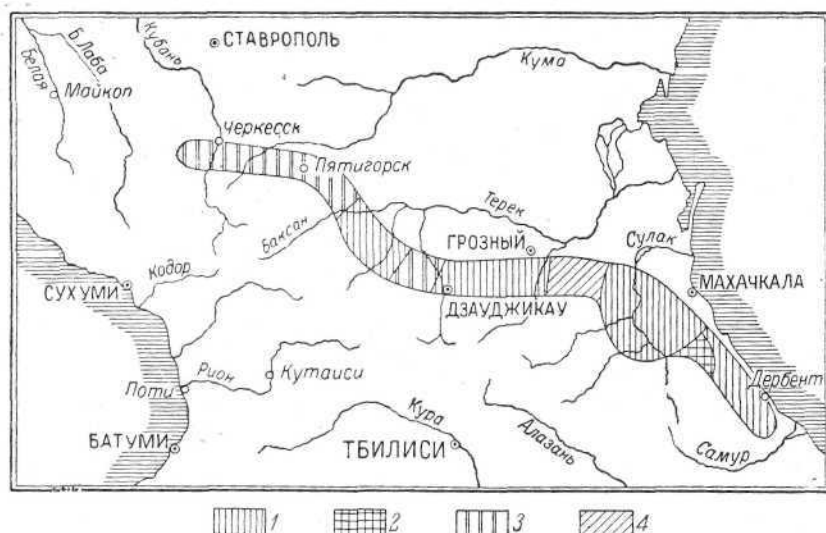 СТАВРОПОЛЬ
Кубань
Б.Лаба
Белая
Майкоп
Кума
Черкесск
Пятигорск
Баксан
Терек
ГРОЗНЫЙ
Сулак
МАХАЧКАЛА
Кодор
СУХУМИ
ДЗАУДЖИКАУ
Дербент
Рион
Кутаиси
Поти
Кура
Алазань
Самур
БАТУМИ
ТБИЛИСИ
1 2 3 4